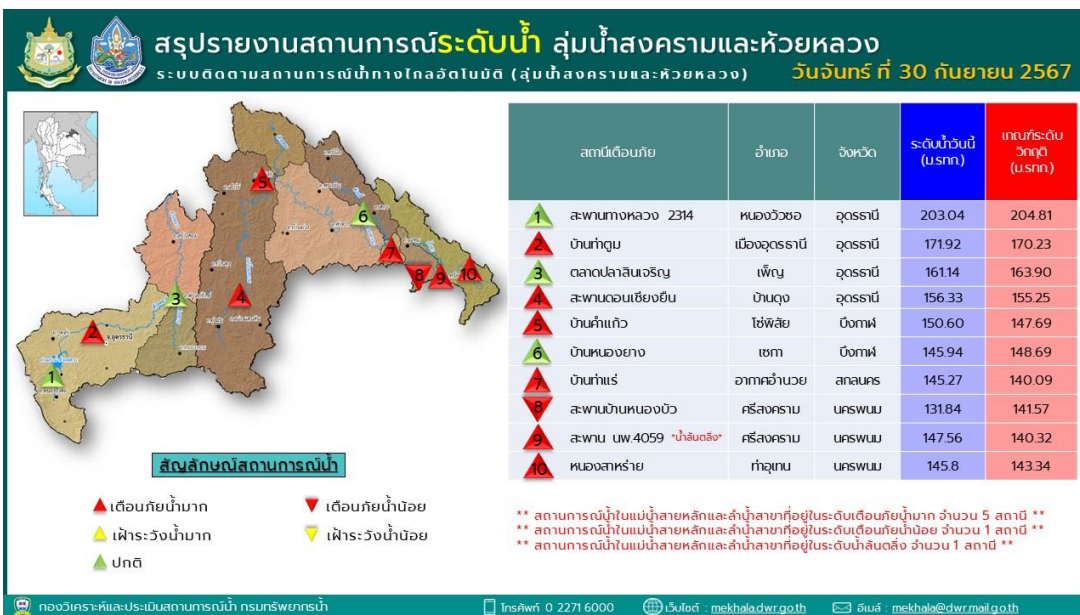 สรุปรายงานสถานการณ์ระดับน้ำ ลุ่มน้ำสงครามและห้วยหลวง
ระบบติดตามสถานการณ์น้ำทางไกลอัตโนมัติ (ลุ่มน้ำสงครามและห้วยหลวง)
วันจันทร์ ที่ 30 กันยายน 2567
สถานีเตือนภัย อำเภอ จังหวัด ระดับน้ำวันนี้ (ม.รทก.) เกณฑ์ระดับวิกฤติ (ม.รทก.)
1 สะพานทางหลวง 2314 หนองวัวซอ อุดรธานี 203.04 204.81
2 บ้านท่าตูม เมืองอุดรธานี อุดรธานี 171.92 170.23
3 ตลาดปลาสินเจริญ เพ็ญ อุดรธานี 161.14 163.90
4 สะพานดอนเชียงยืน บ้านดุง อุดรธานี 156.33 155.25
5 บ้านคำแก้ว โซ่พิสัย บึงกาฬ 150.60 147.69
6 บ้านหนองยาง เซกา บึงกาฬ 145.94 148.69
7 บ้านท่าแร่ อากาศอำนวย สกลนคร 145.27 140.09
8 สะพานบ้านหนองบัว ศรีสงคราม นครพนม 131.84 141.57
9 สะพาน นพ.4059 *น้ำล้นตลิ่ง* ศรีสงคราม นครพนม 147.56 140.32
10 หนองสาหร่าย ท่าอุเทน นครพนม 145.8 143.34
5
6
7
8
9
10
3
4
2
1
สัญลักษณ์สถานการณ์น้ำ
เตือนภัยน้ำมาก เตือนภัยน้ำน้อย
เฝ้าระวังน้ำมาก เฝ้าระวังน้ำน้อย
ปกติ
** สถานการณ์น้ำในแม่น้ำสายหลักและลำน้ำสาขาที่อยู่ในระดับเตือนภัยน้ำมาก จำนวน 5 สถานี **
** สถานการณ์น้ำในแม่น้ำสายหลักและลำน้ำสาขาที่อยู่ในระดับเตือนภัยน้ำน้อย จำนวน 1 สถานี **
** สถานการณ์น้ำในแม่น้ำสายหลักและลำน้ำสาขาที่อยู่ในระดับน้ำล้นตลิ่ง จำนวน 1 สถานี **
กองวิเคราะห์และประเมินสถานการณ์น้ำ กรมทรัพยากรน้ำ โทรศัพท์ 0 2271 6000 เว็บไซต์ : mekhala.dwr.go.th อีเมล์ : mekhala@dwr.mail.go.th